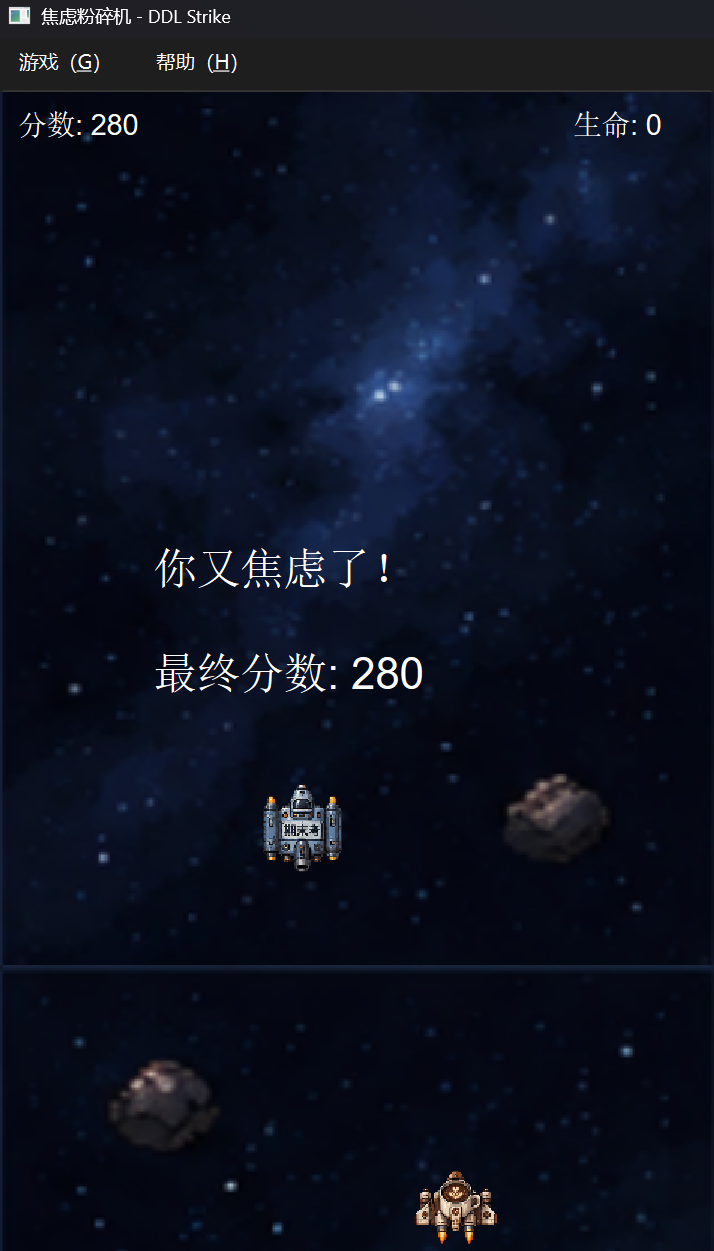 焦虑粉碎机 - DDL Strike
游戏（G） 帮助（H）
分数: 280 生命: 0
你又焦虑了！
最终分数: 280
期末考